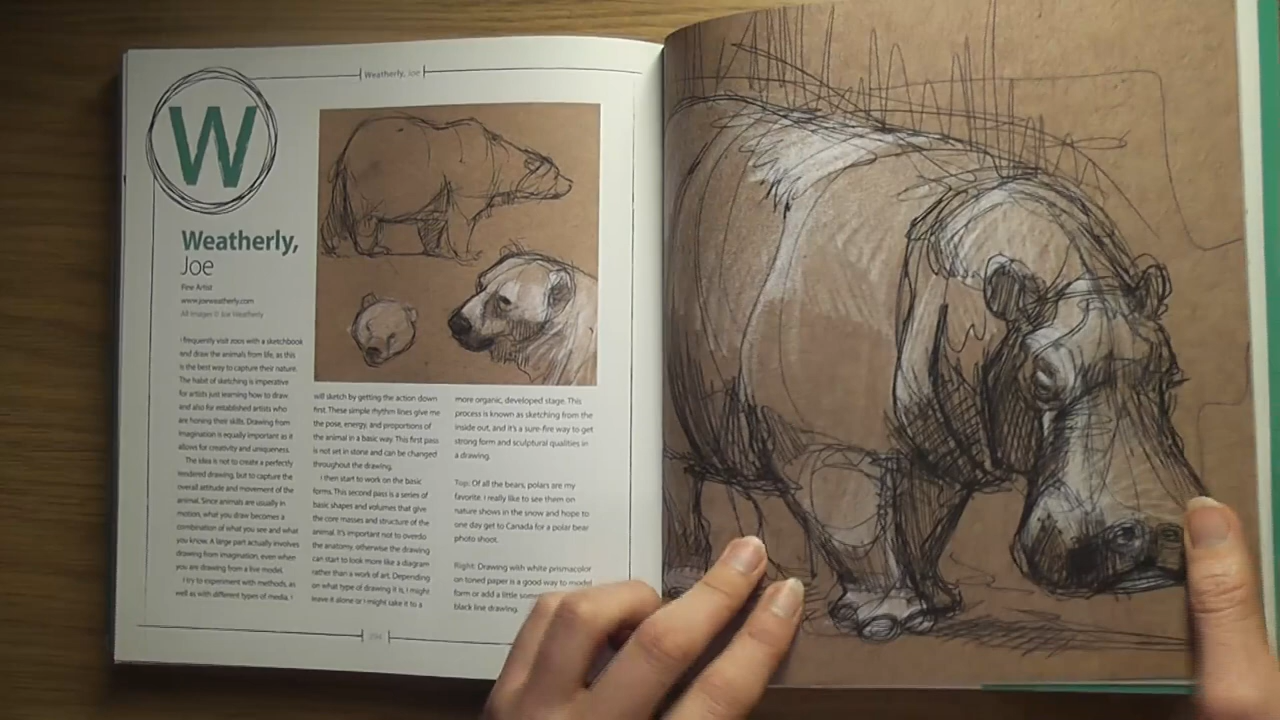 Weatherly, Joe
W
Weatherly,
Joe
Fine Artist
www.joeweatherly.com
All images © Joe Weatherly
I frequently visit zoos with a sketchbook
and draw the animals from life, as this
is the best way to capture their nature.
The habit of sketching is imperative
for artists just learning how to draw
and also for established artists who
are honing their skills. Drawing from
imagination is equally important as it
allows for creativity and uniqueness.
The idea is not to create a perfectly
rendered drawing, but to capture the
overall attitude and movement of the
animal. Since animals are usually in
motion, what you draw becomes a
combination of what you see and what
you know. A large part actually involves
drawing from imagination, even when
you are drawing from a live model.
I try to experiment with methods, as
well as with different types of media. I
will sketch by getting the action down
first. These simple rhythm lines give me
the pose, energy, and proportions of
the animal in a basic way. This first pass
is not set in stone and can be changed
throughout the drawing.
I then start to work on the basic
forms. This second pass is a series of
basic shapes and volumes that give
the core masses and structure of the
animal. It's important not to overdo
the anatomy, otherwise the drawing
can start to look more like a diagram
rather than a work of art. Depending
on what type of drawing it is, I might
leave it alone or I might take it to a
more organic, developed stage. This
process is known as sketching from the
inside out, and it's a sure-fire way to get
strong form and sculptural qualities in
a drawing.
Top: Of all the bears, polars are my
favorite. I really like to see them on
nature shows in the snow and hope to
one day get to Canada for a polar bear
photo shoot.
Right: Drawing with white prismacolor
on toned paper is a good way to model
form or add a little
black line drawing.